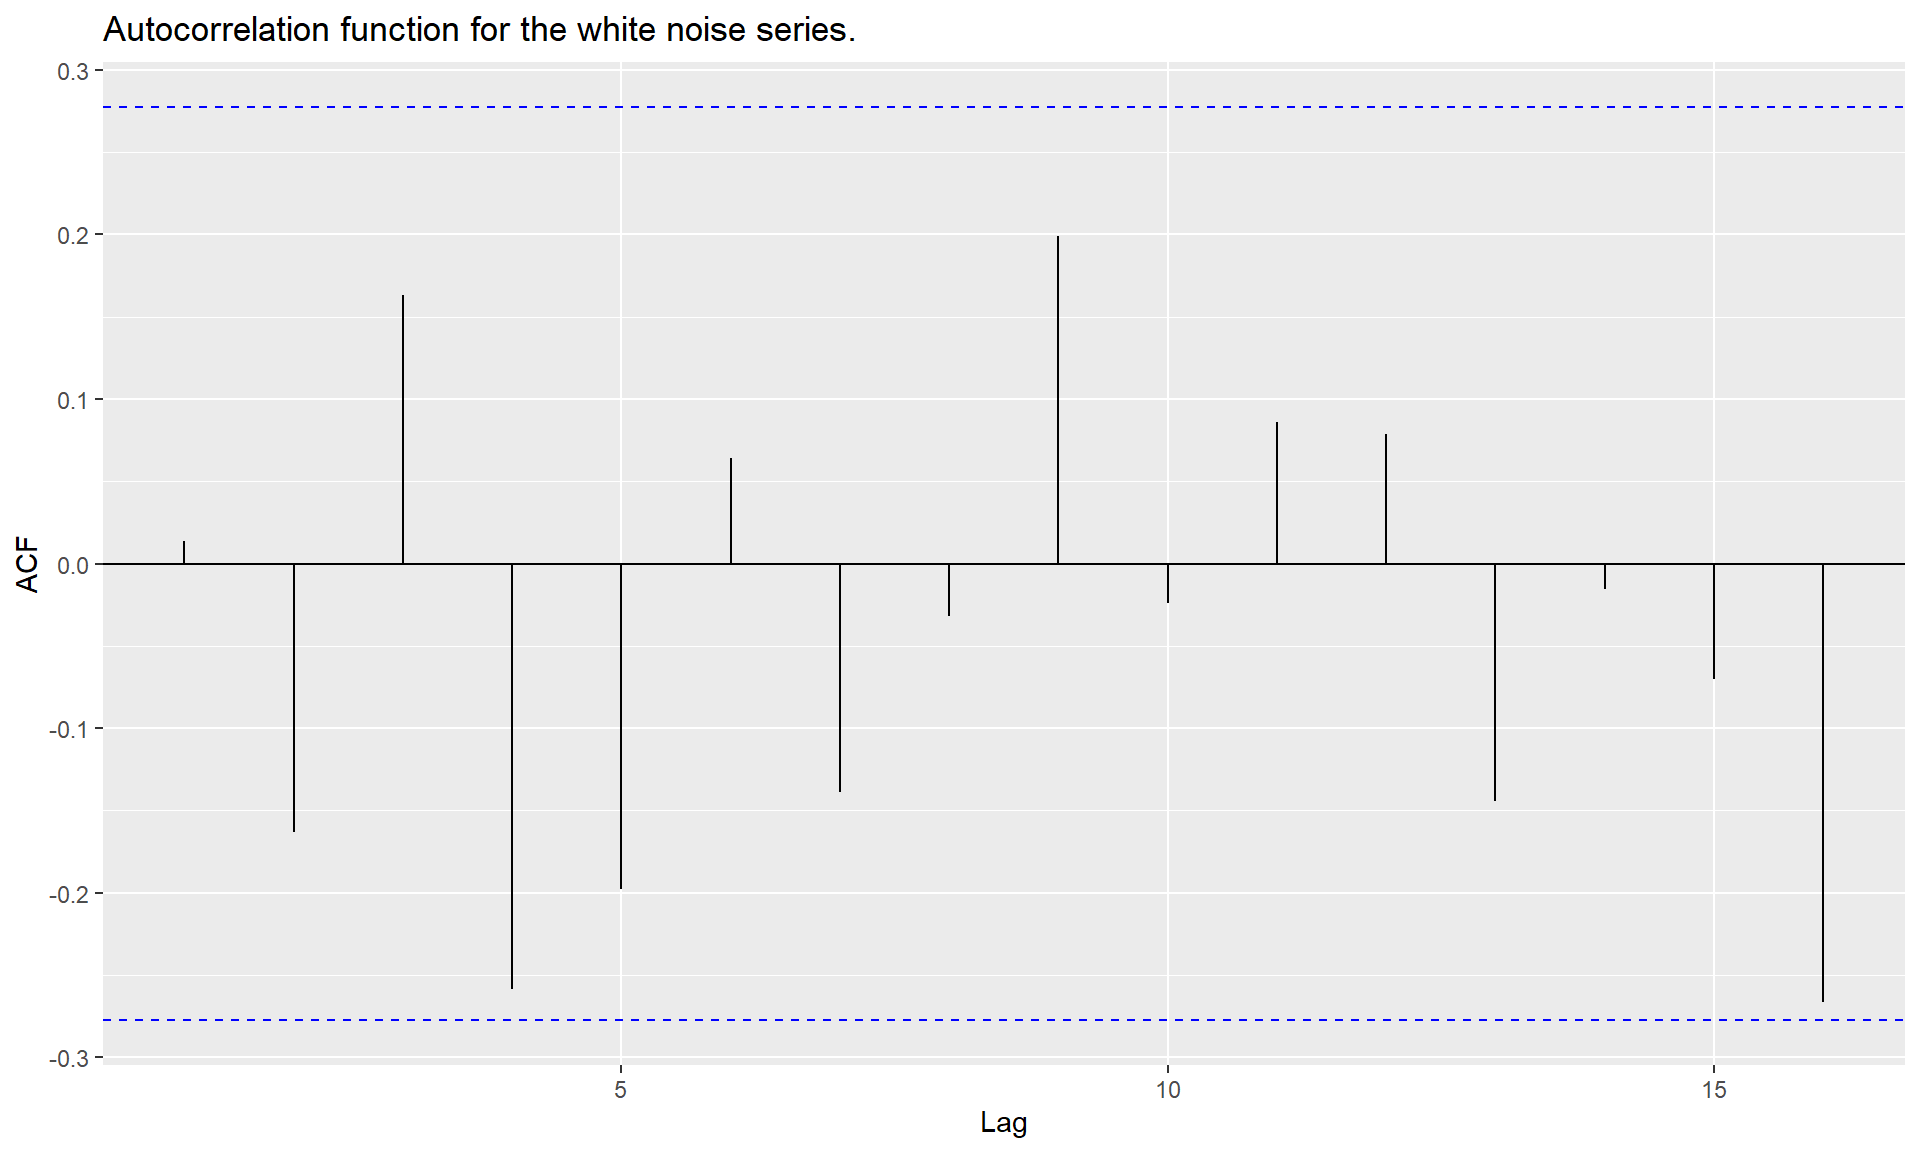 Autocorrelation function for the white noise series.
0.3
0.2
0.1
0.0
-0.1
-0.2
-0.3
ACF
5 10 15
Lag